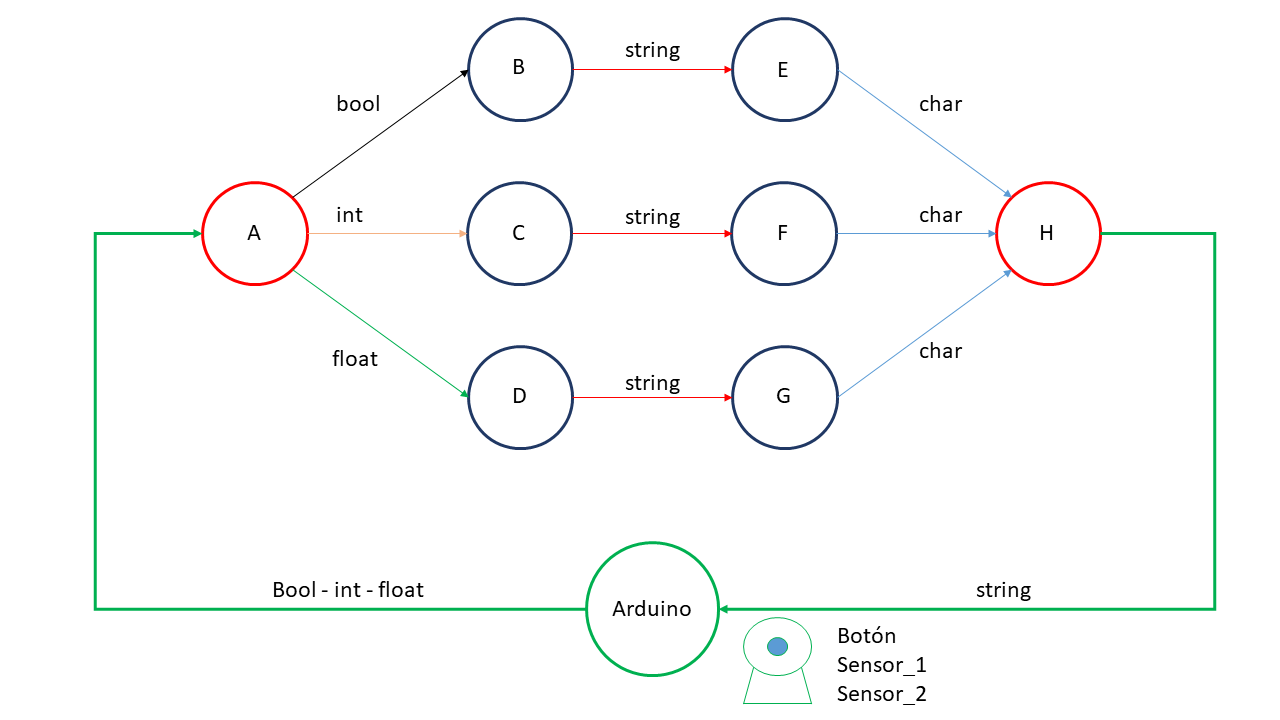 B
string
E
bool
char
A
int
C
string
F
char
H
float
D
string
G
char
Bool - int - float
Arduino
string
Botón
Sensor_1
Sensor_2